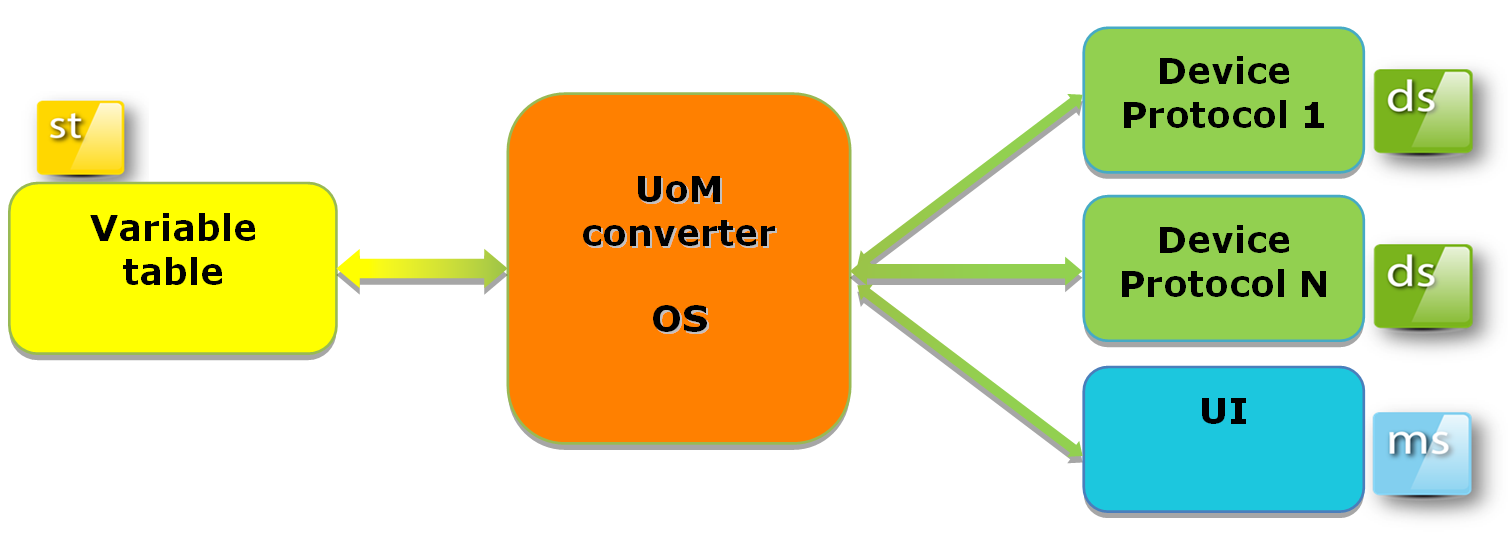 st
Variable
table
UoM
converter
OS
Device
Protocol 1
ds
Device
Protocol N
ds
UI
ms